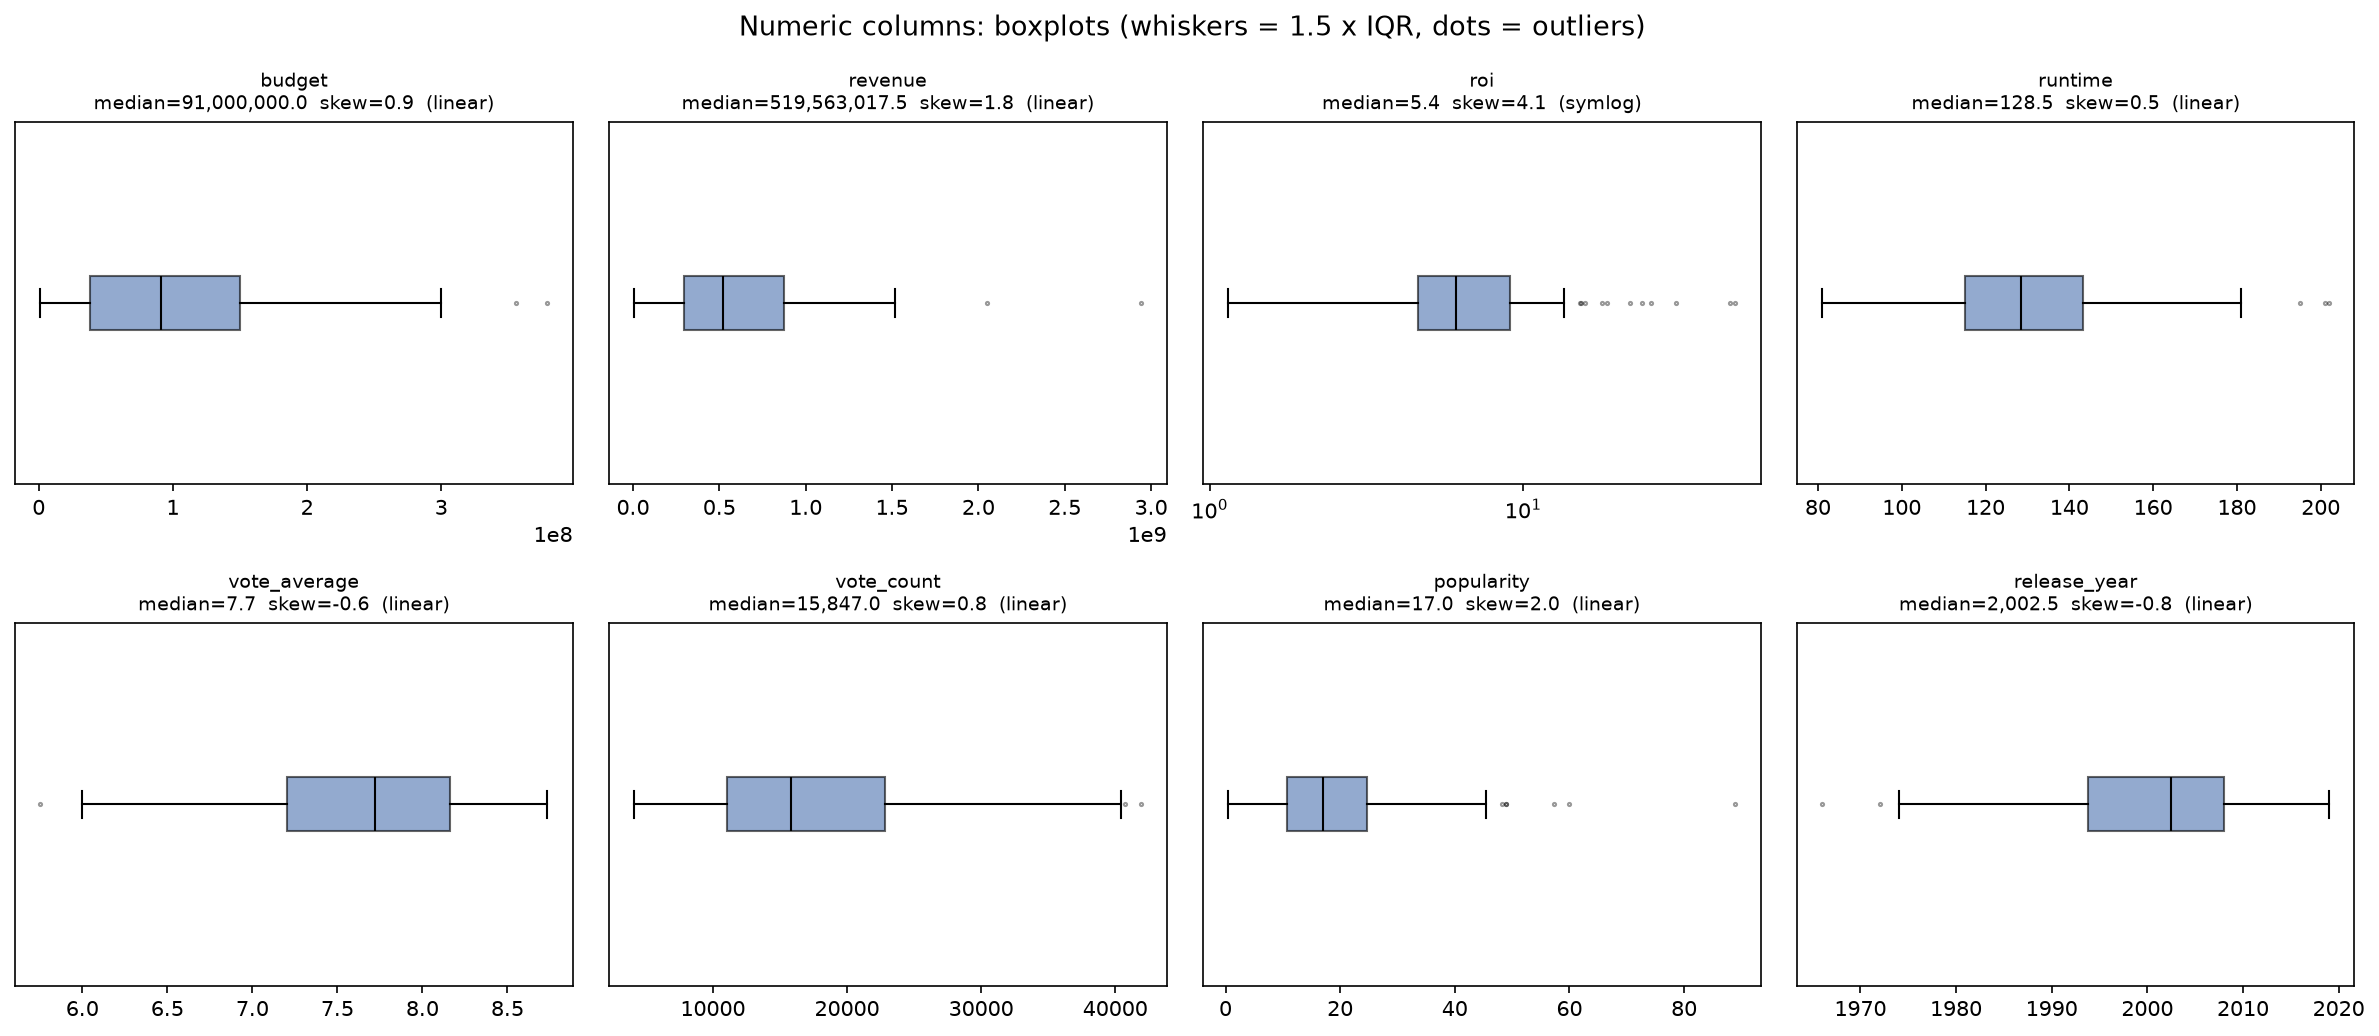 Numeric columns: boxplots (whiskers = 1.5 x IQR, dots = outliers)
budget
median=91,000,000.0  skew=0.9  (linear)
0 1 2 3
1e8
revenue
median=519,563,017.5  skew=1.8  (linear)
0.0 0.5 1.0 1.5 2.0 2.5 3.0
1e9
roi
median=5.4  skew=4.1  (symlog)
10⁰ 10¹
runtime
median=128.5  skew=0.5  (linear)
80 100 120 140 160 180 200
vote_average
median=7.7  skew=-0.6  (linear)
6.0 6.5 7.0 7.5 8.0 8.5
vote_count
median=15,847.0  skew=0.8  (linear)
10000 20000 30000 40000
popularity
median=17.0  skew=2.0  (linear)
0 20 40 60 80
release_year
median=2,002.5  skew=-0.8  (linear)
1970 1980 1990 2000 2010 2020